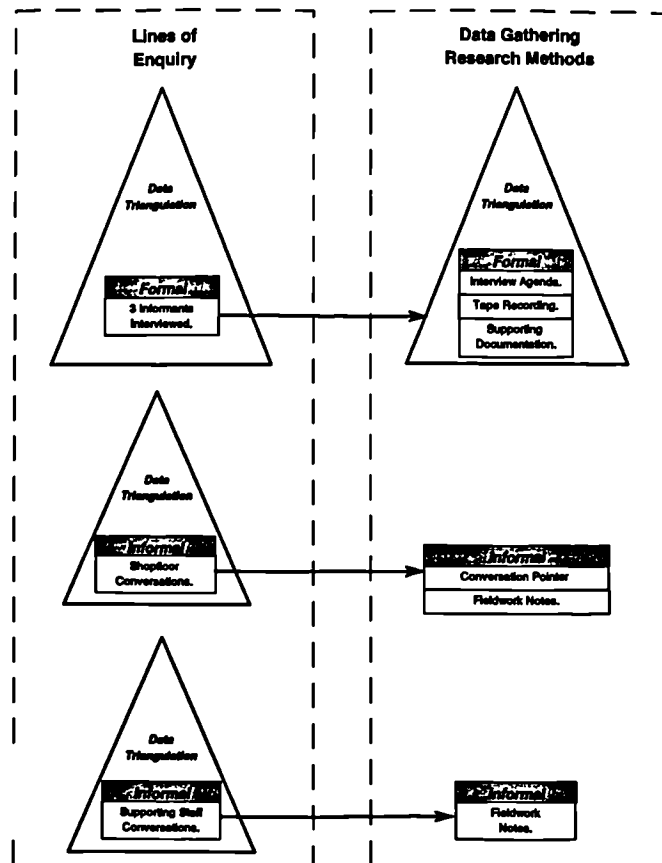 Lines of
Enquiry
Data Gathering
Research Methods
Data
Triangulation
Formal
3 Informants
Interviewed.
Data
Triangulation
Formal
Interview Agenda.
Tape Recording.
Supporting
Documentation.
Data
Triangulation
Informal
Shopfloor
Conversations.
Informal
Conversation Pointer
Fieldwork Notes.
Data
Triangulation
Informal
Supporting Staff
Conversations.
Informal
Fieldwork
Notes.